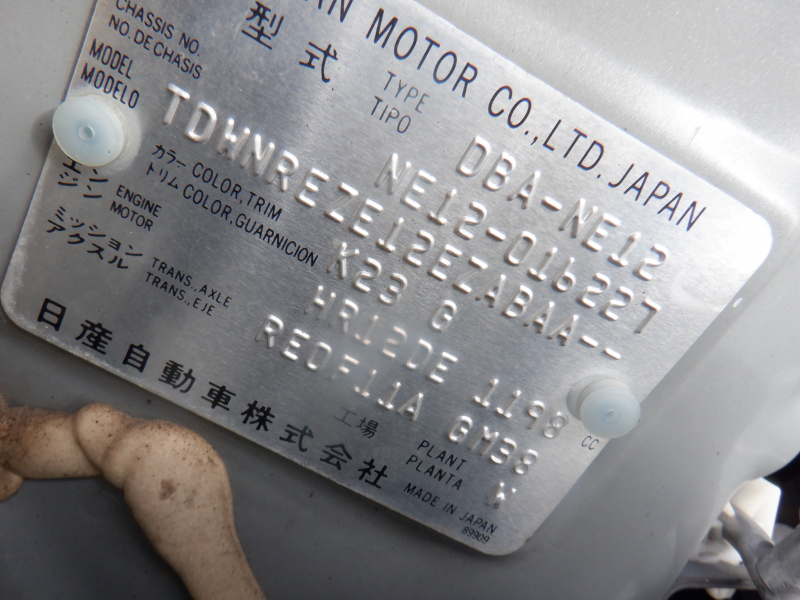 AN MOTOR CO.,LTD. JAPAN
型式 TYPE TIPO DBA-NE12
CHASSIS NO.
NO. DE CHASIS NE12-016227
MODEL
MODELO TDWNREZE12EZABAA--
カラー COLOR,TRIM
トリム COLOR,GUARNICION K23 G
エン
ジン ENGINE
MOTOR HR12DE 1198 CC
ミッション
アクスル TRANS.,AXLE
TRANS.,EJE RE0F11A GM38
工場 PLANT
PLANTA W
日産自動車株式会社 MADE IN JAPAN
89909